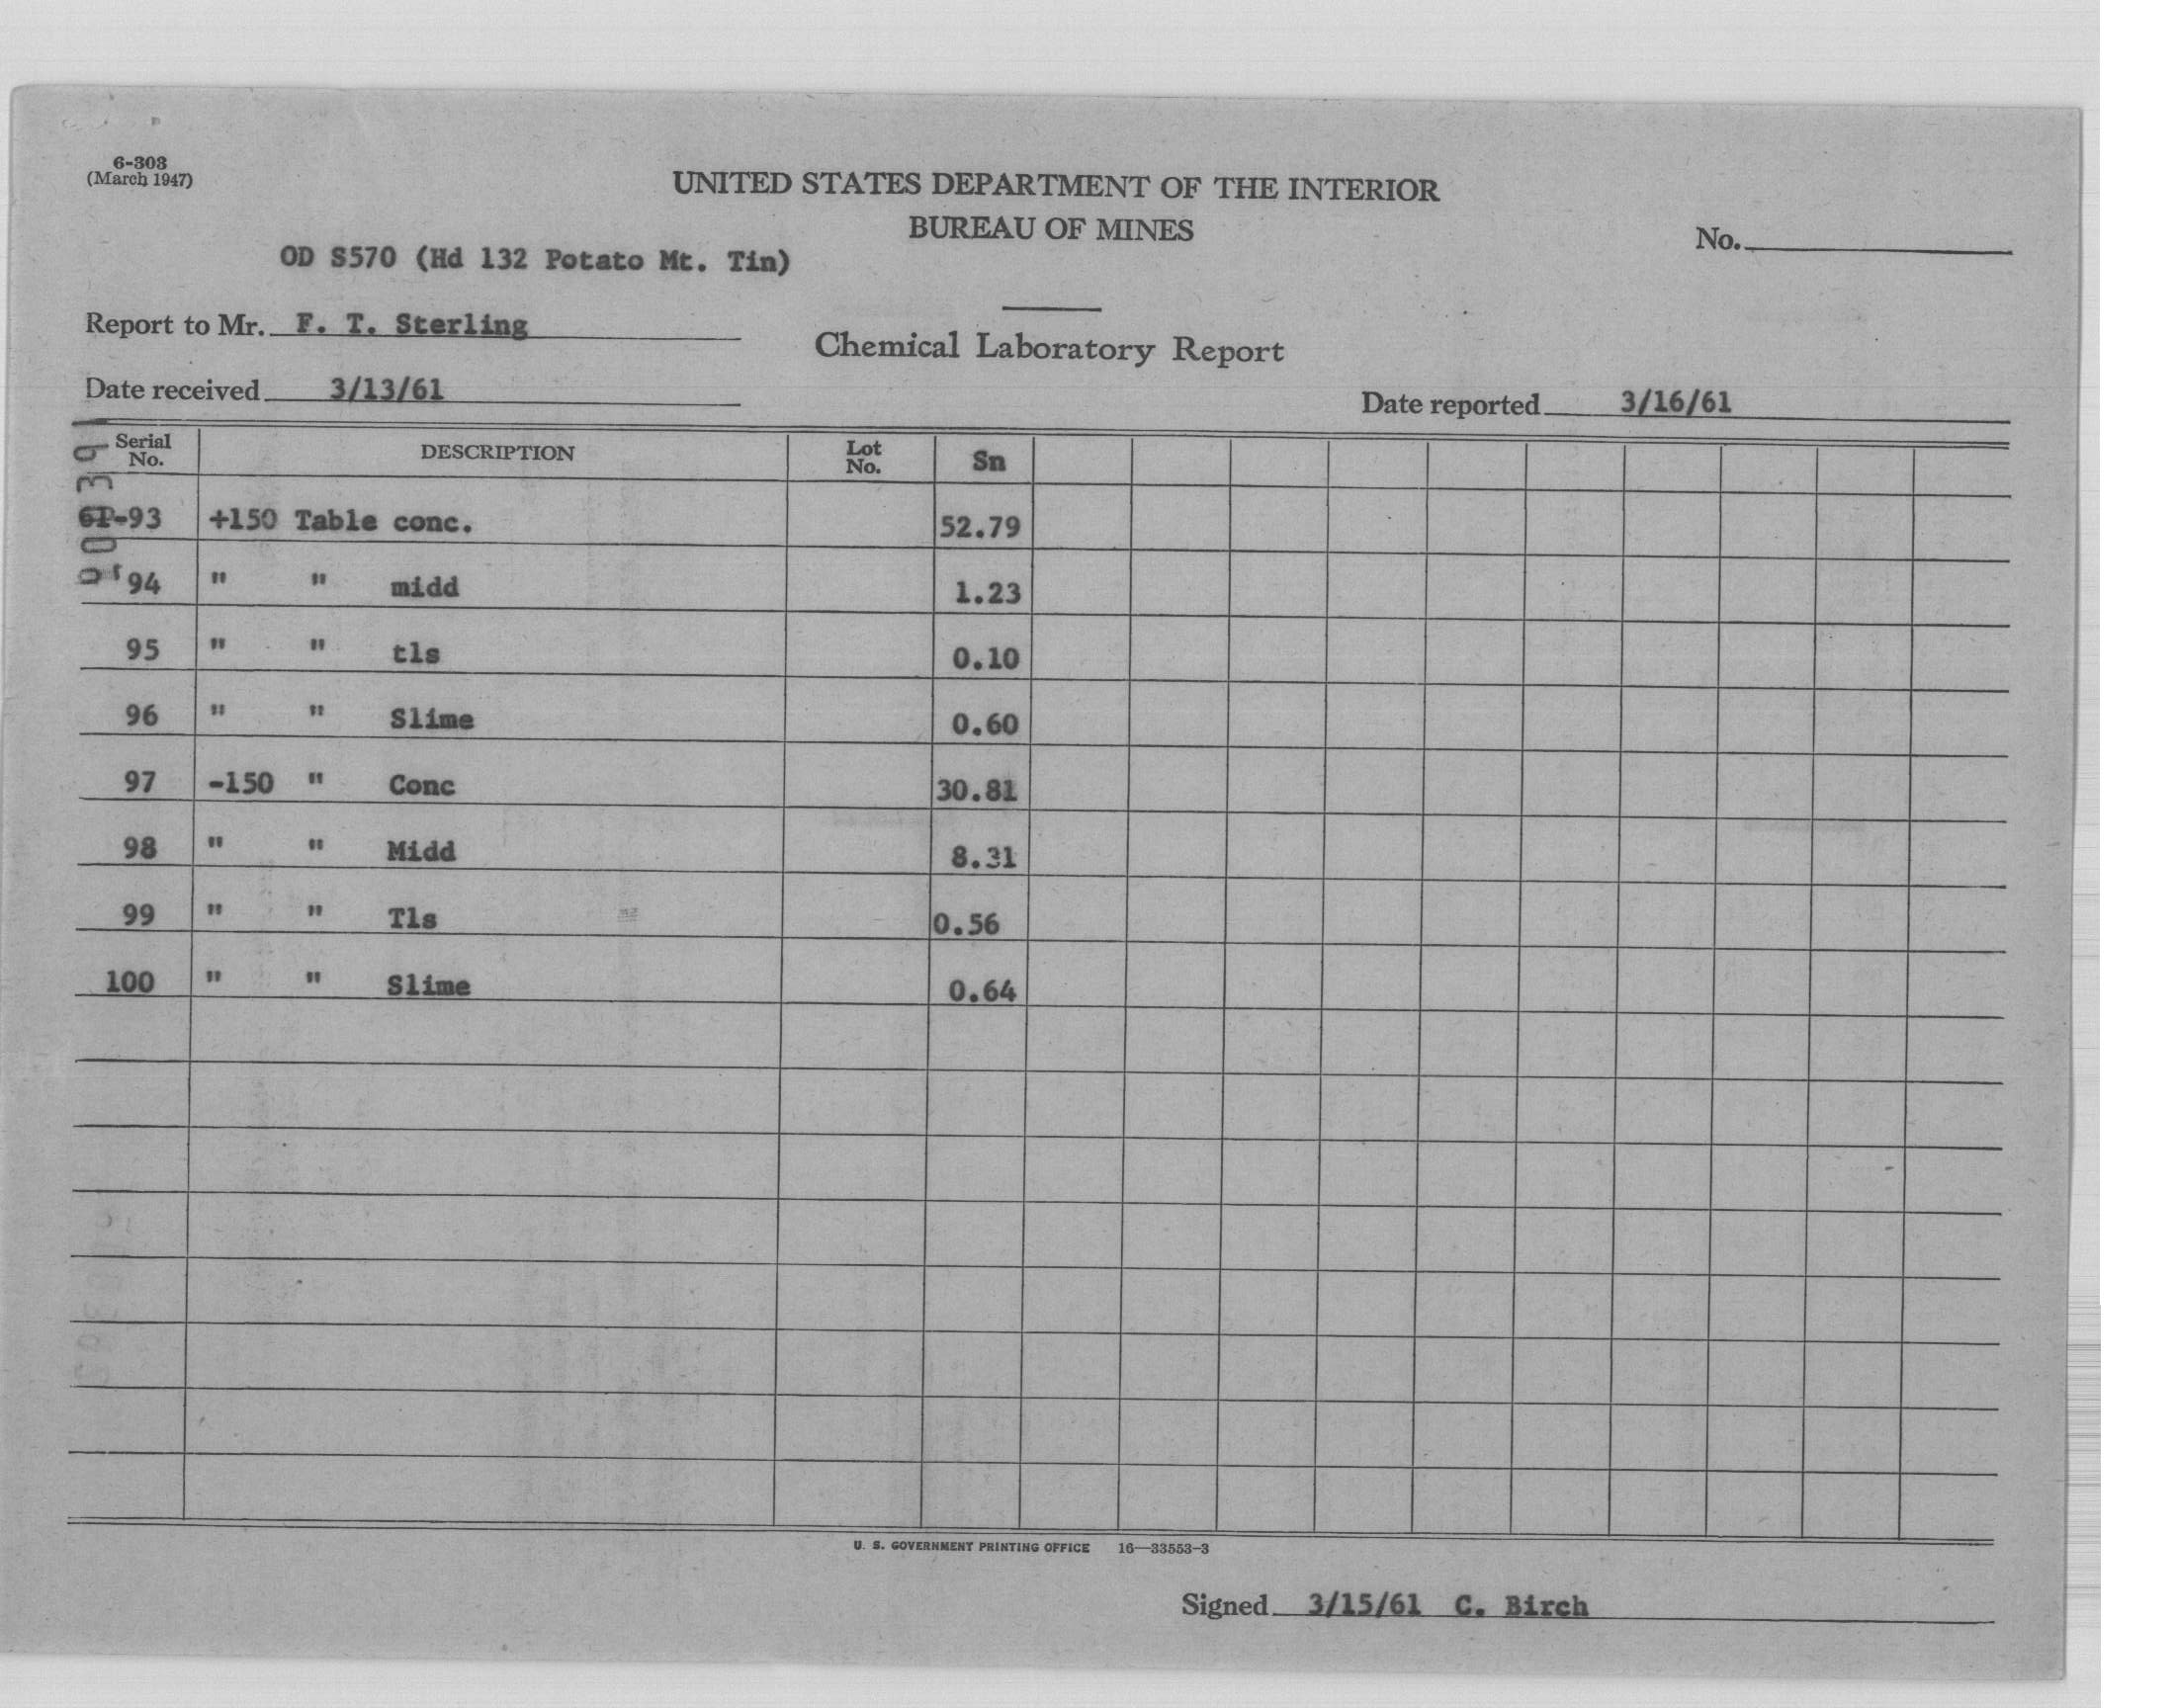 6-303
(March 1947)
UNITED STATES DEPARTMENT OF THE INTERIOR
BUREAU OF MINES
No.
OD S570 (Hd 132 Potato Mt. Tin)
Report to Mr. F. T. Sterling
Chemical Laboratory Report
Date received 3/13/61
Date reported 3/16/61
Serial No. DESCRIPTION Lot No. Sn
-93 +150 Table conc. 52.79
94 " " midd 1.23
95 " " tls 0.10
96 " " Slime 0.60
97 -150 " Conc 30.81
98 " " Midd 8.31
99 " " Tls 0.56
100 " " Slime 0.64
U. S. GOVERNMENT PRINTING OFFICE 16—33553-3
Signed 3/15/61 C. Birch